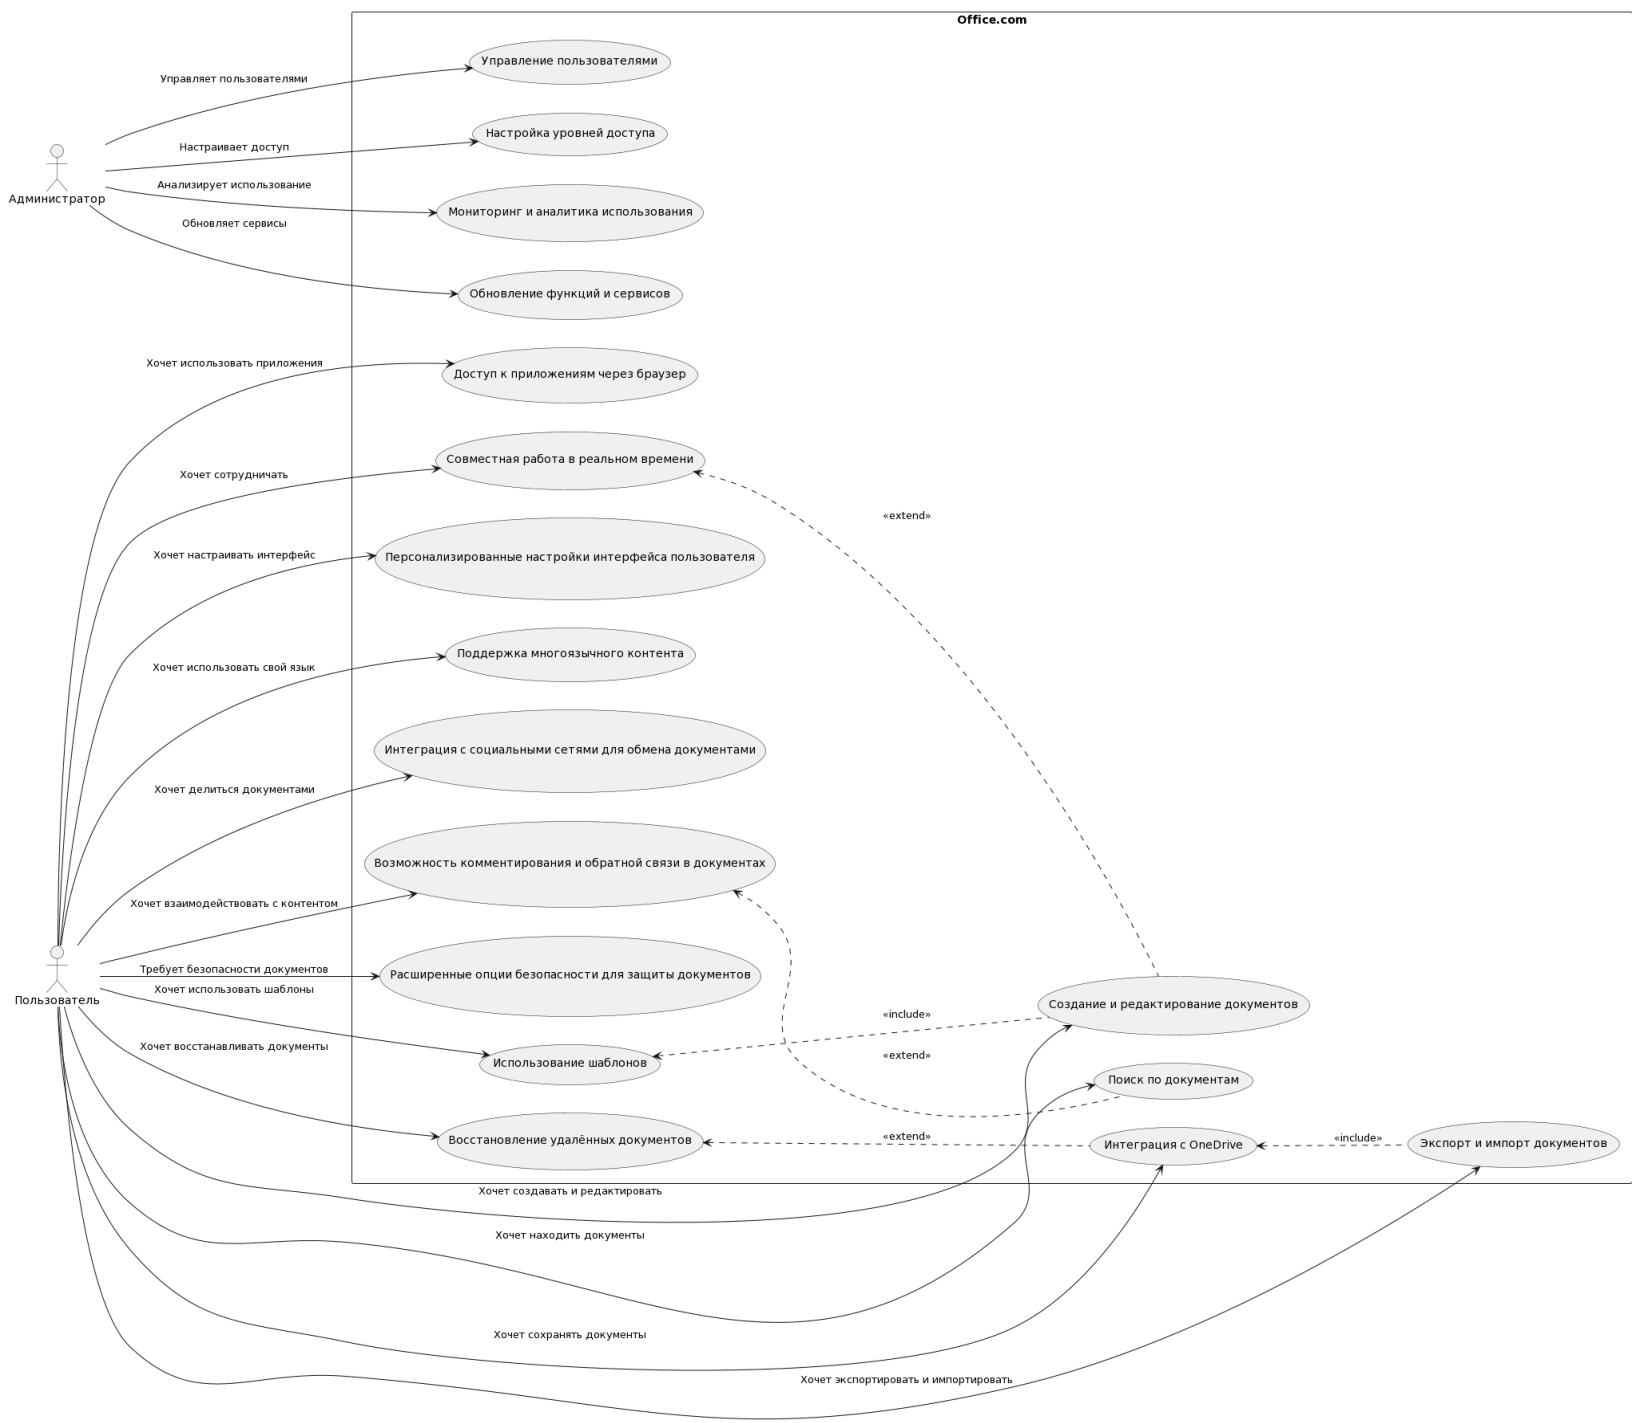 Office.com
Управление пользователями
Управляет пользователями
Настройка уровней доступа
Настраивает доступ
Анализирует использование
Администратор
Мониторинг и аналитика использования
Обновляет сервисы
Обновление функций и сервисов
Хочет использовать приложения
Доступ к приложениям через браузер
Совместная работа в реальном времени
Хочет сотрудничать
«extend»
Хочет настраивать интерфейс
Персонализированные настройки интерфейса пользователя
Поддержка многоязычного контента
Хочет использовать свой язык
Интеграция с социальными сетями для обмена документами
Хочет делиться документами
Возможность комментирования и обратной связи в документах
Хочет взаимодействовать с контентом
Требует безопасности документов
Расширенные опции безопасности для защиты документов
Хочет использовать шаблоны
Пользователь
Создание и редактирование документов
«include»
Хочет восстанавливать документы
«extend»
Использование шаблонов
Поиск по документам
«extend»
Восстановление удалённых документов
Интеграция с OneDrive
«include»
Экспорт и импорт документов
Хочет создавать и редактировать
Хочет находить документы
Хочет сохранять документы
Хочет экспортировать и импортировать